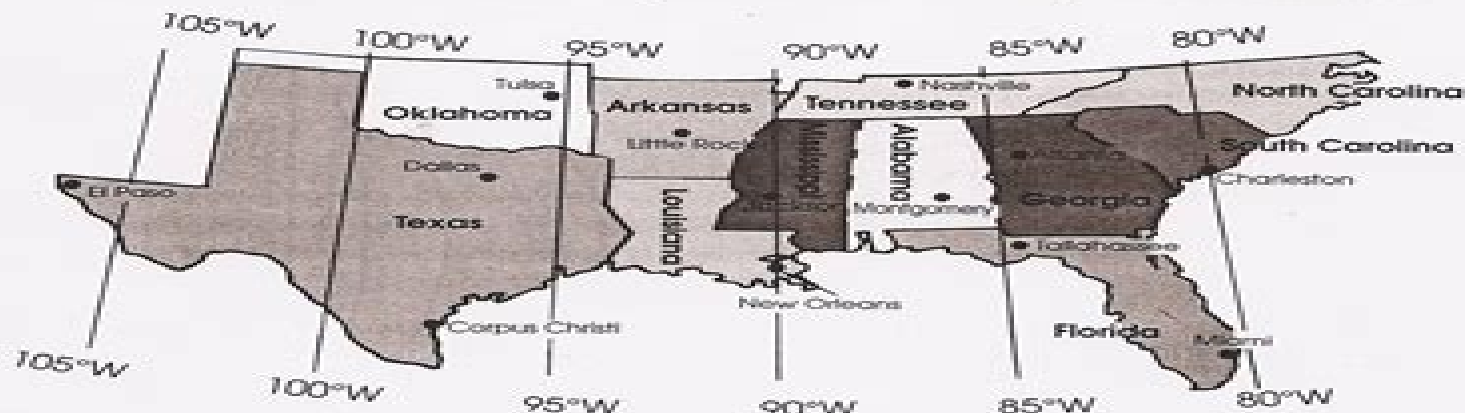 105°W
100°W
95°W
90°W
85°W
80°W
Tulsa
Oklahoma
Arkansas
Little Rock
Tennessee
Nashville
North Carolina
South Carolina
Charleston
Dallas
El Paso
Texas
Louisiana
Alabama
Montgomery
Atlanta
Georgia
Tallahassee
New Orleans
Corpus Christi
Florida
Miami
105°W
100°W
95°W
90°W
85°W
80°W